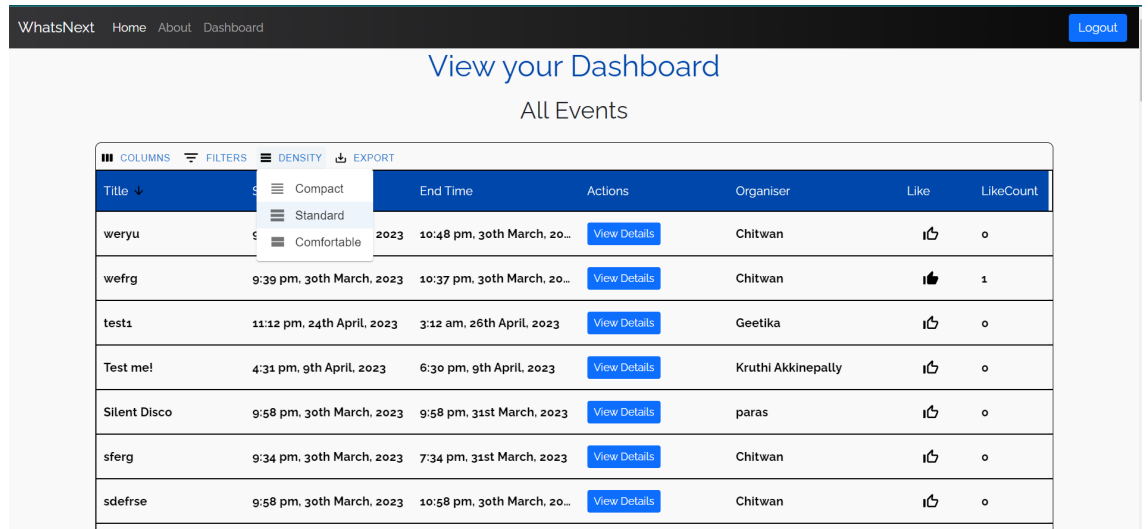 WhatsNext Home About Dashboard Logout
View your Dashboard
All Events
COLUMNS FILTERS DENSITY EXPORT
Title S End Time Actions Organiser Like LikeCount
Compact
Standard
Comfortable
weryu 9 2023 10:48 pm, 30th March, 20... View Details Chitwan 0
wefrg 9:39 pm, 30th March, 2023 10:37 pm, 30th March, 20... View Details Chitwan 1
test1 11:12 pm, 24th April, 2023 3:12 am, 26th April, 2023 View Details Geetika 0
Test me! 4:31 pm, 9th April, 2023 6:30 pm, 9th April, 2023 View Details Kruthi Akkinepally 0
Silent Disco 9:58 pm, 30th March, 2023 9:58 pm, 31st March, 2023 View Details paras 0
sferg 9:34 pm, 30th March, 2023 7:34 pm, 31st March, 2023 View Details Chitwan 0
sdefrse 9:58 pm, 30th March, 2023 10:58 pm, 30th March, 20... View Details Chitwan 0